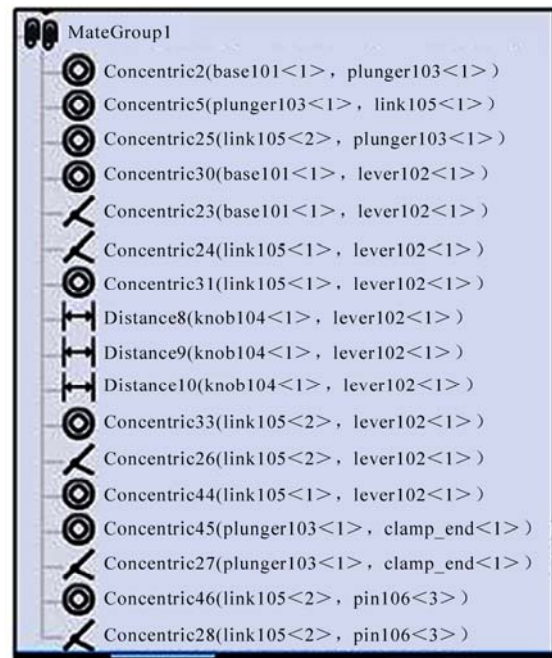 MateGroup1
Concentric2(base101<1>，plunger103<1>)
Concentric5(plunger103<1>，link105<1>)
Concentric25(link105<2>，plunger103<1>)
Concentric30(base101<1>，lever102<1>)
Concentric23(base101<1>，lever102<1>)
Concentric24(link105<1>，lever102<1>)
Concentric31(link105<1>，lever102<1>)
Distance8(knob104<1>，lever102<1>)
Distance9(knob104<1>，lever102<1>)
Distance10(knob104<1>，lever102<1>)
Concentric33(link105<2>，lever102<1>)
Concentric26(link105<2>，lever102<1>)
Concentric44(link105<1>，lever102<1>)
Concentric45(plunger103<1>，clamp_end<1>)
Concentric27(plunger103<1>，clamp_end<1>)
Concentric46(link105<2>，pin106<3>)
Concentric28(link105<2>，pin106<3>)